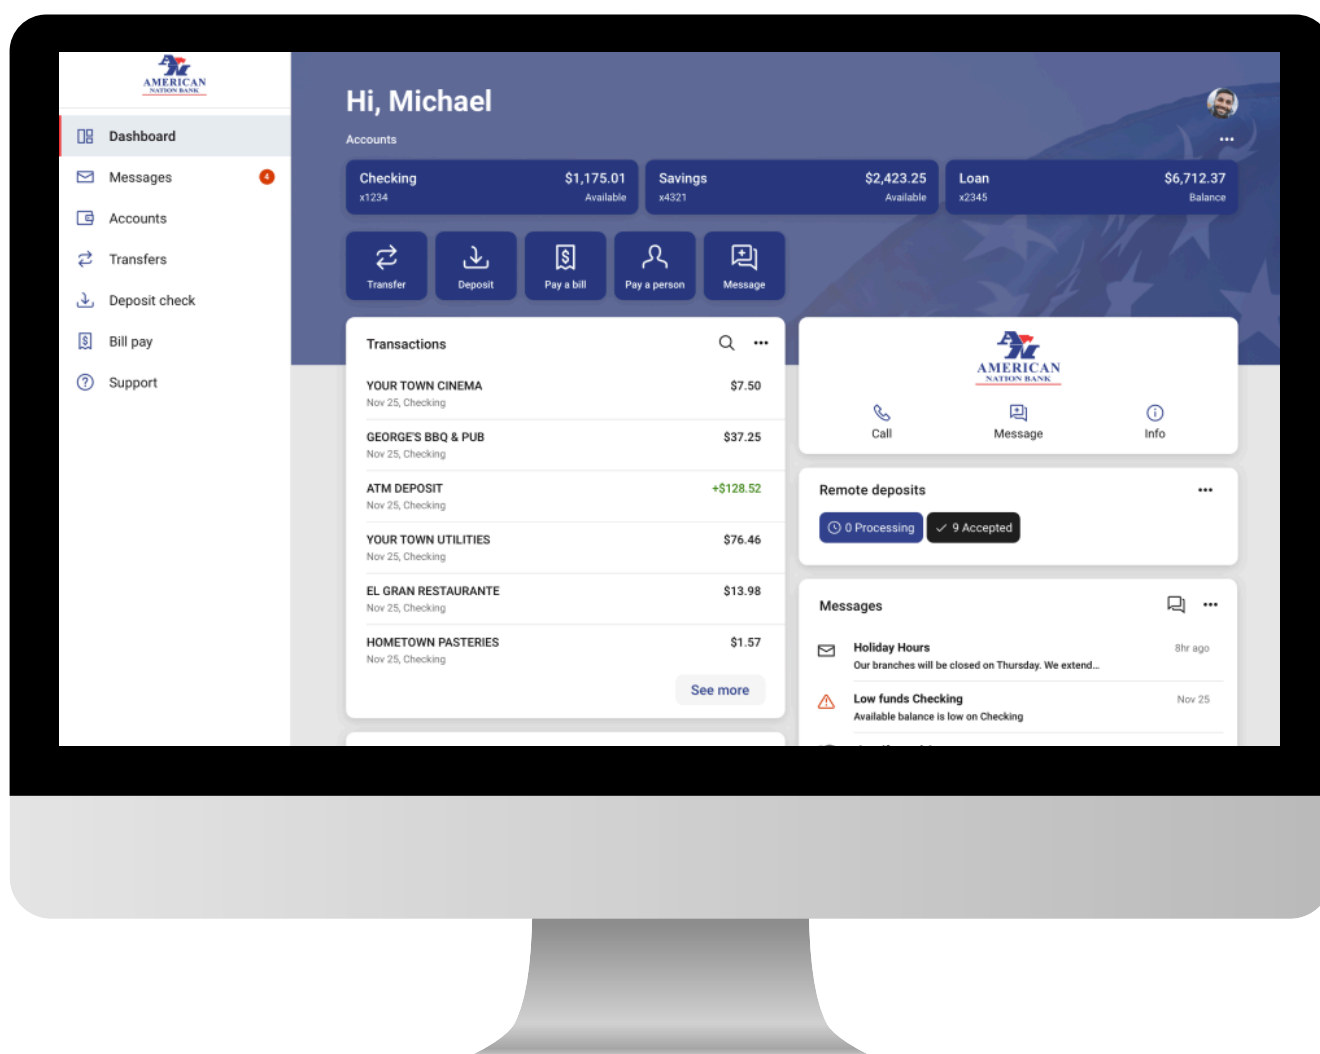 AMERICAN
NATION BANK
Dashboard
Messages 4
Accounts
Transfers
Deposit check
Bill pay
Support
Hi, Michael
Accounts
Checking $1,175.01
x1234 Available
Savings $2,423.25
x4321 Available
Loan $6,712.37
x2345 Balance
Transfer
Deposit
Pay a bill
Pay a person
Message
Transactions
YOUR TOWN CINEMA $7.50
Nov 25, Checking
GEORGE'S BBQ & PUB $37.25
Nov 25, Checking
ATM DEPOSIT +$128.52
Nov 25, Checking
YOUR TOWN UTILITIES $76.46
Nov 25, Checking
EL GRAN RESTAURANTE $13.98
Nov 25, Checking
HOMETOWN PASTERIES $1.57
Nov 25, Checking
See more
AMERICAN
NATION BANK
Call
Message
Info
Remote deposits
0 Processing
9 Accepted
Messages
Holiday Hours 8hr ago
Our branches will be closed on Thursday. We extend...
Low funds Checking Nov 25
Available balance is low on Checking